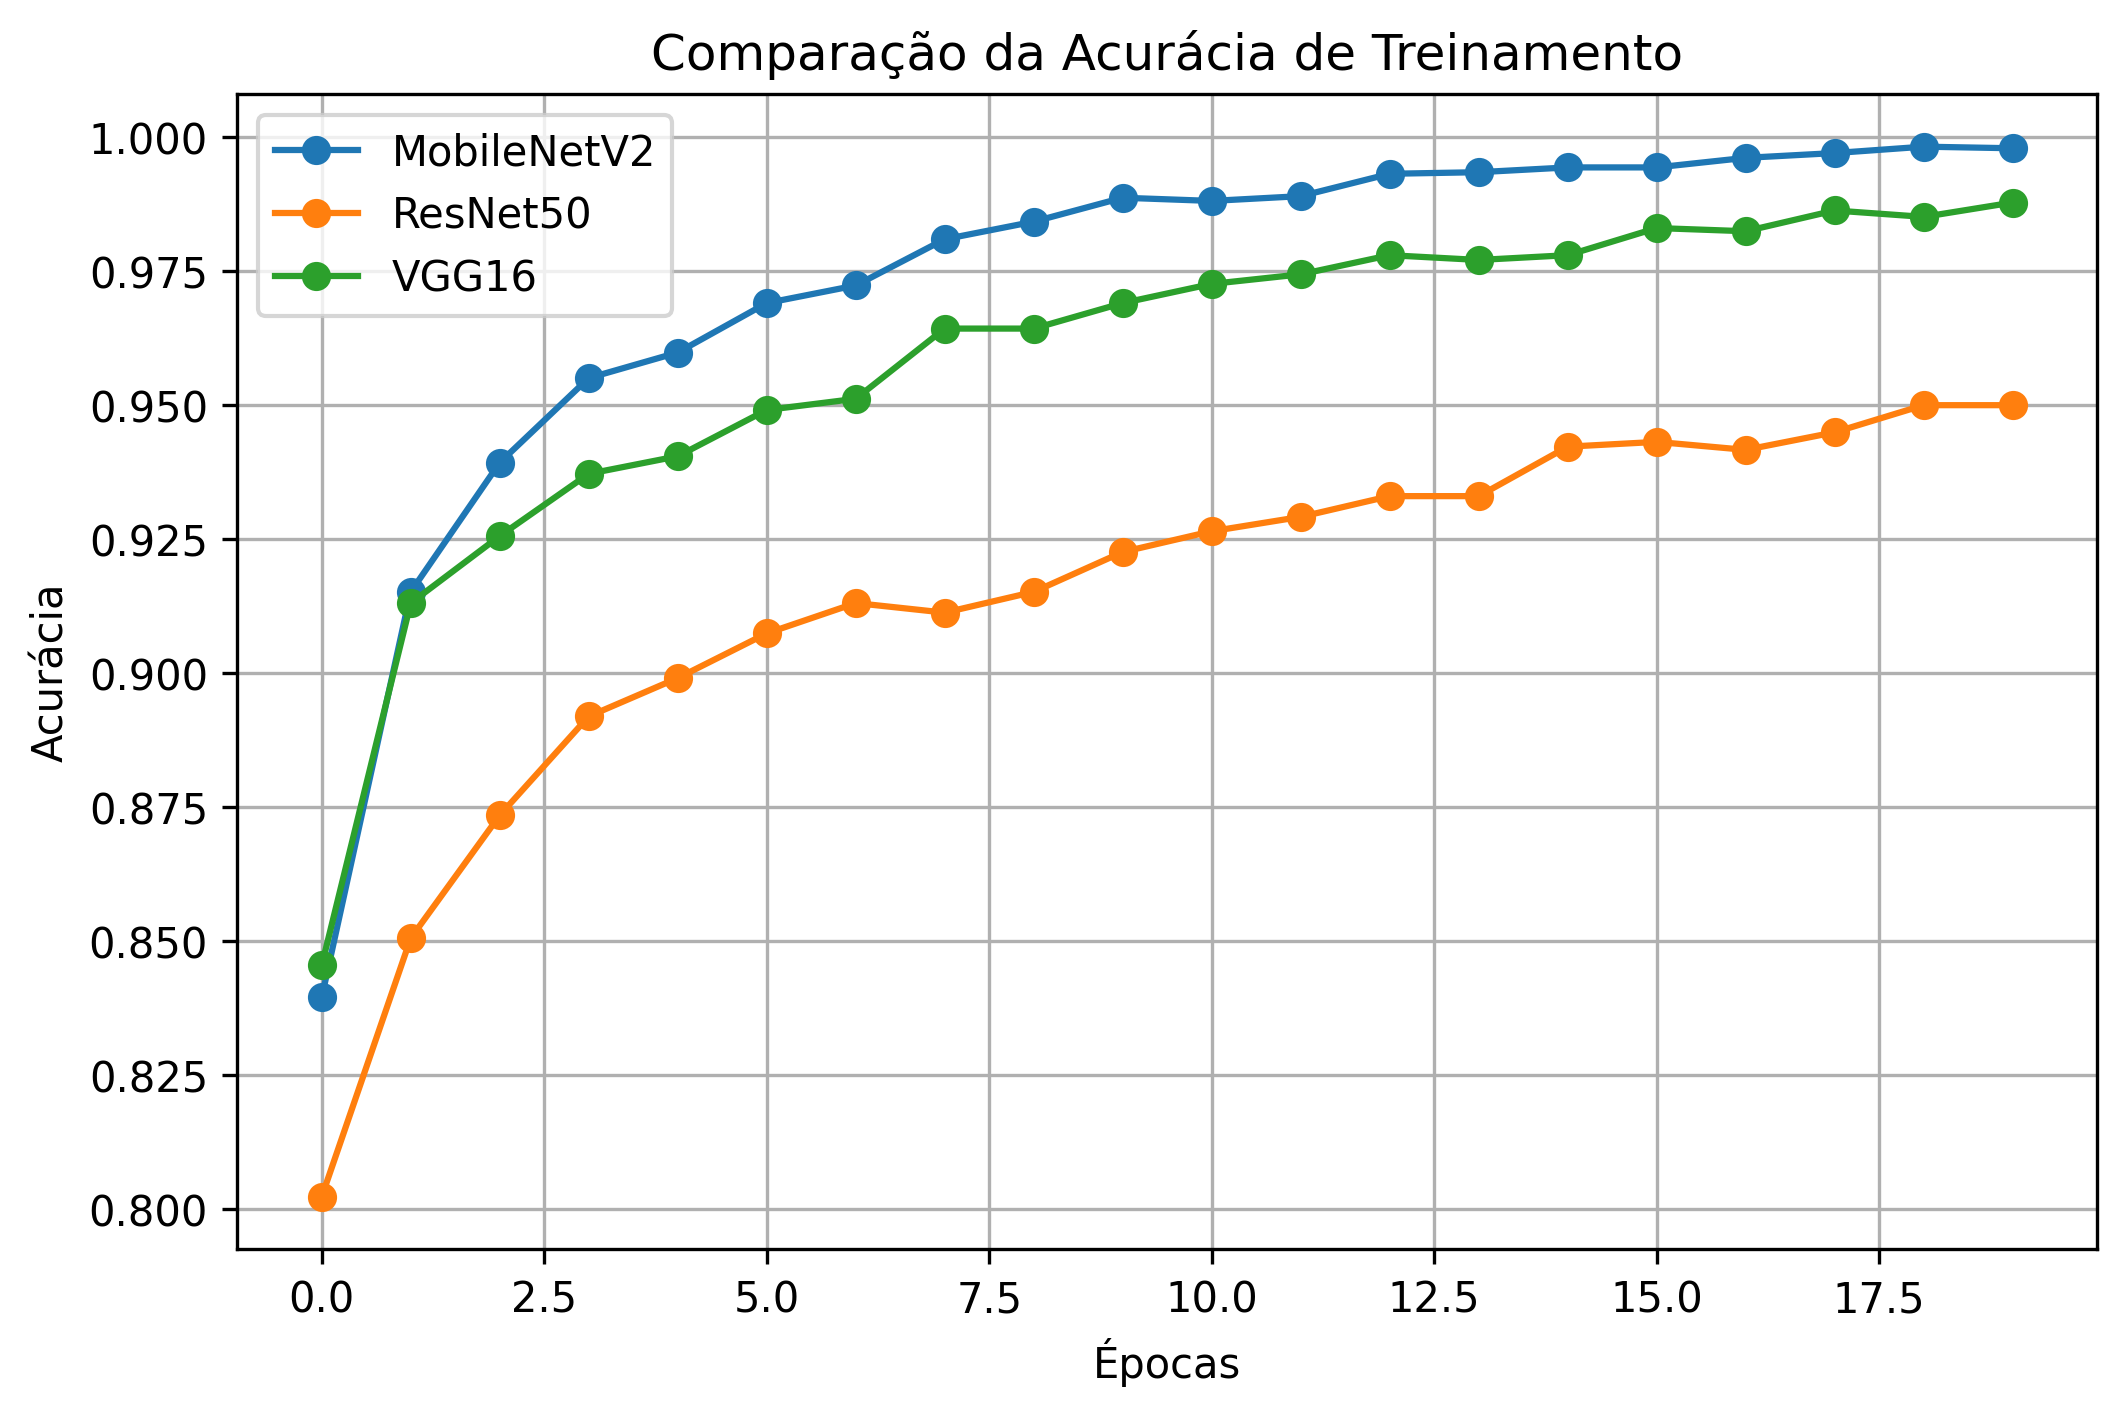 Comparação da Acurácia de Treinamento
MobileNetV2
ResNet50
VGG16
1.000
0.975
0.950
0.925
0.900
0.875
0.850
0.825
0.800
Acurácia
0.0 2.5 5.0 7.5 10.0 12.5 15.0 17.5
Épocas